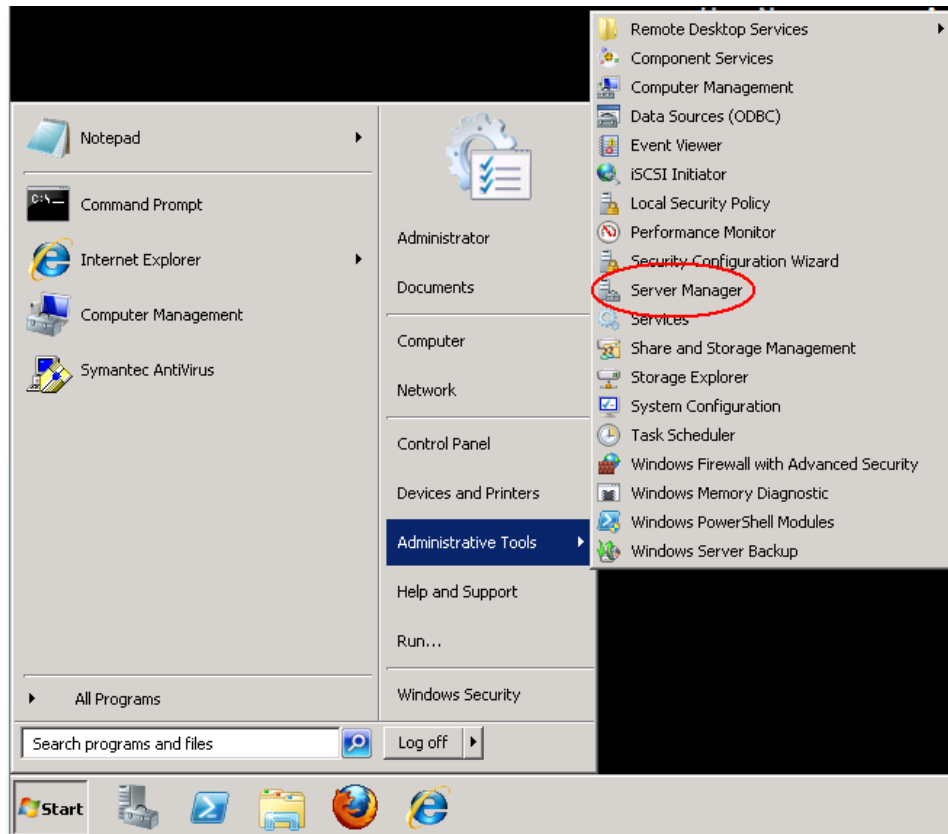 Notepad
Command Prompt
Internet Explorer
Computer Management
Symantec AntiVirus
All Programs
Search programs and files
Administrator
Documents
Computer
Network
Control Panel
Devices and Printers
Administrative Tools
Help and Support
Run...
Windows Security
Log off
Remote Desktop Services
Component Services
Computer Management
Data Sources (ODBC)
Event Viewer
iSCSI Initiator
Local Security Policy
Performance Monitor
Security Configuration Wizard
Server Manager
Services
Share and Storage Management
Storage Explorer
System Configuration
Task Scheduler
Windows Firewall with Advanced Security
Windows Memory Diagnostic
Windows PowerShell Modules
Windows Server Backup
Start